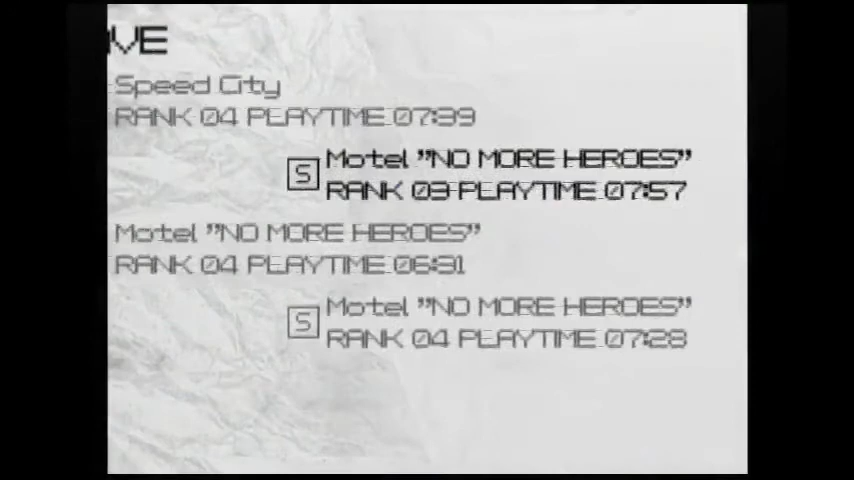 VE
Speed City
RANK 04 PLAYTIME 07:39
S Motel "NO MORE HEROES"
RANK 03 PLAYTIME 07:57
Motel "NO MORE HEROES"
RANK 04 PLAYTIME 06:31
S Motel "NO MORE HEROES"
RANK 04 PLAYTIME 07:28